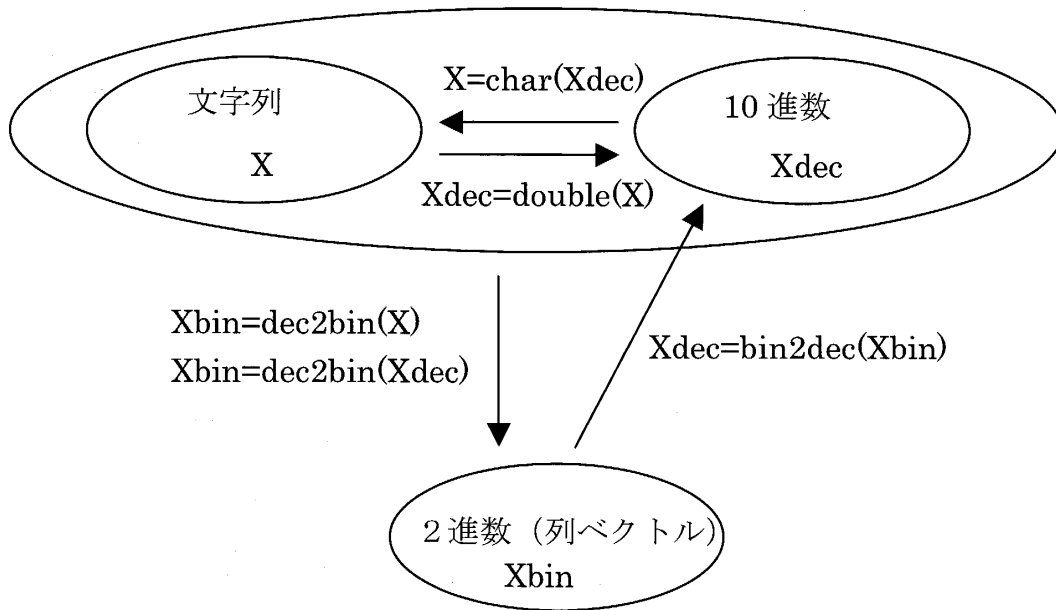 文字列
X
X=char(Xdec)
Xdec=double(X)
10 進数
Xdec
Xbin=dec2bin(X)
Xbin=dec2bin(Xdec)
Xdec=bin2dec(Xbin)
２進数（列ベクトル）
Xbin